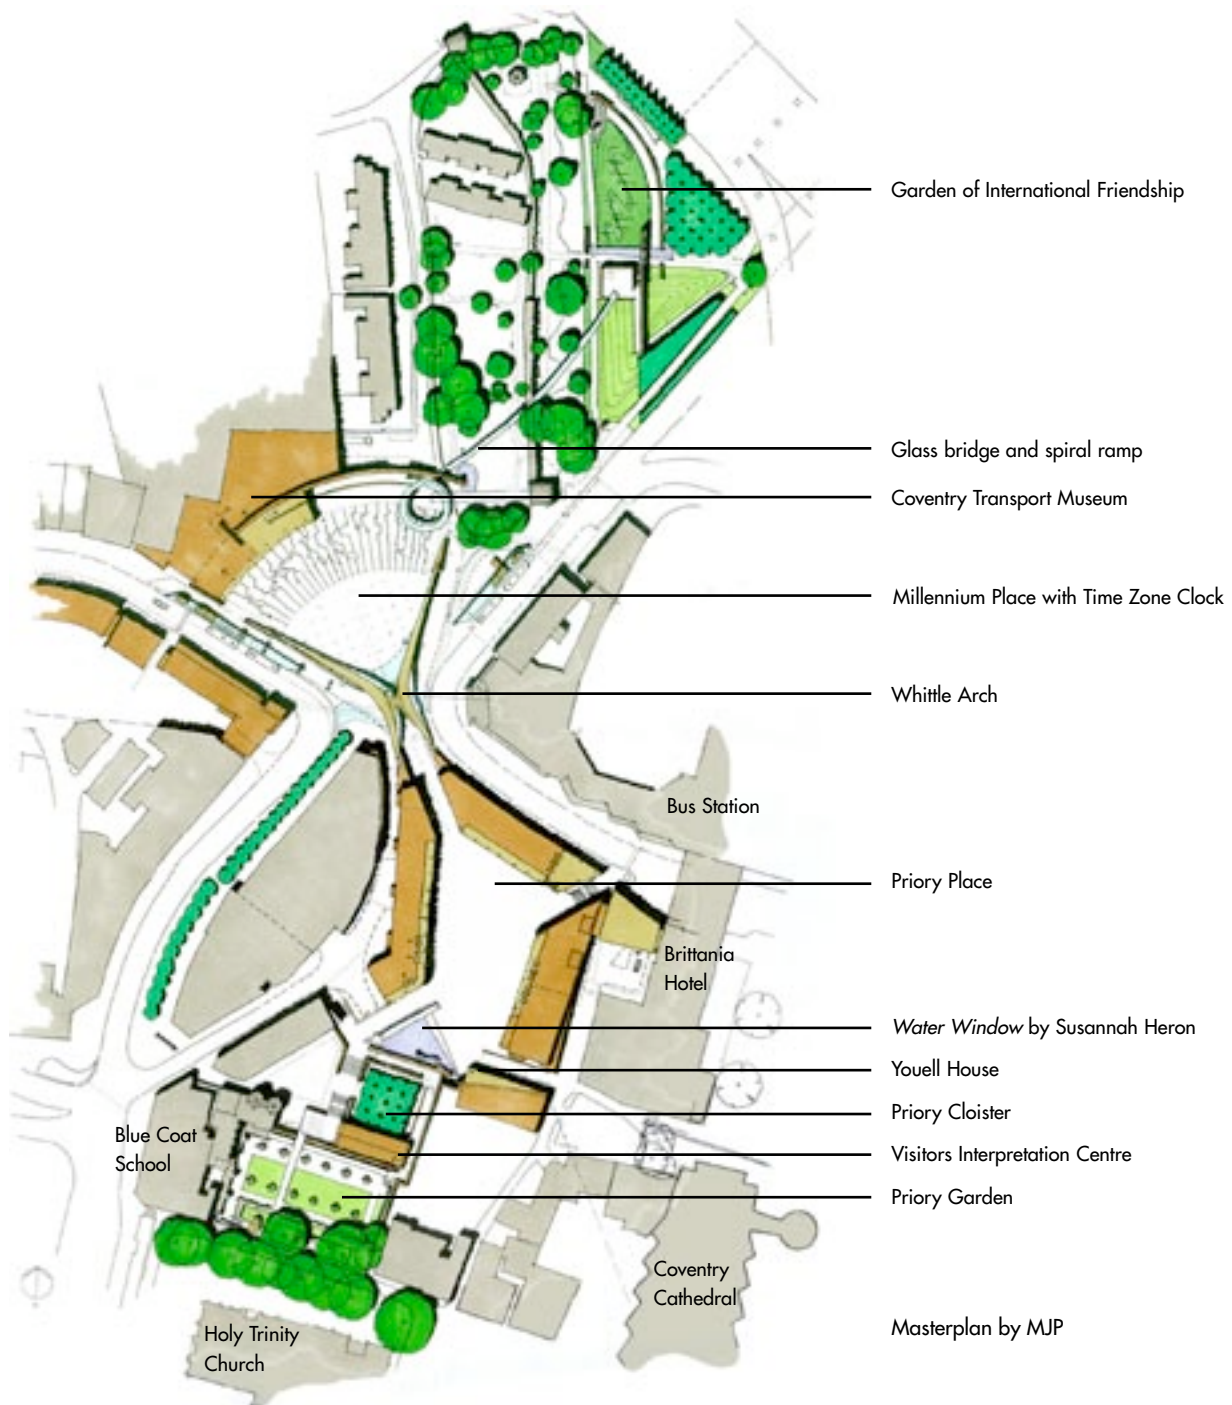 Garden of International Friendship
Glass bridge and spiral ramp
Coventry Transport Museum
Millennium Place with Time Zone Clock
Whittle Arch
Bus Station
Priory Place
Brittania
Hotel
Water Window by Susannah Heron
Youell House
Priory Cloister
Blue Coat
School
Visitors Interpretation Centre
Priory Garden
Coventry
Cathedral
Holy Trinity
Church
Masterplan by MJP